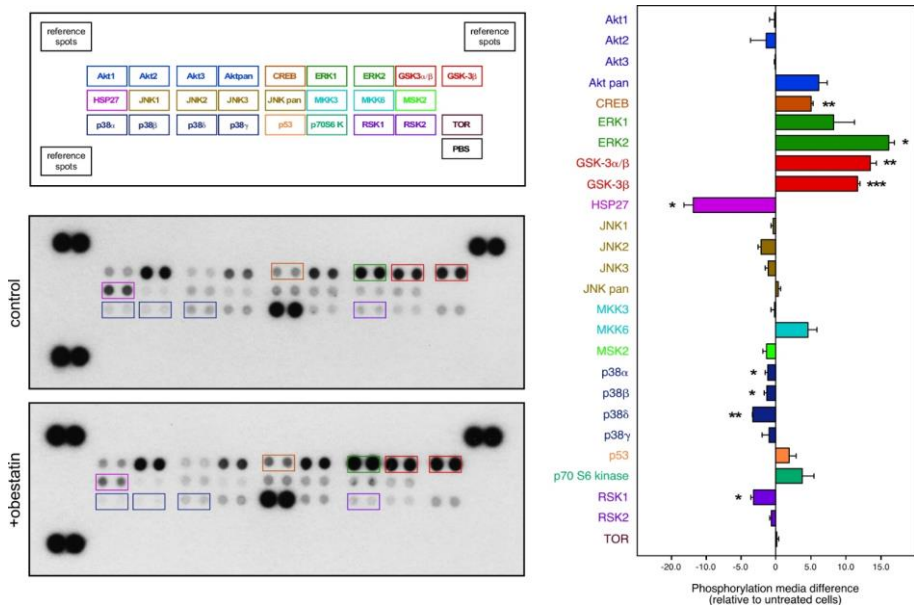 reference
spots
reference
spots
Akt1 Akt2 Akt3 Aktpan CREB ERK1 ERK2 GSK3α/β GSK-3β
HSP27 JNK1 JNK2 JNK3 JNK pan MKK3 MKK6 MSK2
p38α p38β p38δ p38γ p53 p70S6 K RSK1 RSK2 TOR
PBS
reference
spots
control
+obestatin
Akt1
Akt2
Akt3
Akt pan
CREB **
ERK1
ERK2 *
GSK-3α/β **
GSK-3β ***
HSP27 *
JNK1
JNK2
JNK3
JNK pan
MKK3
MKK6
MSK2
p38α *
p38β *
p38δ **
p38γ
p53
p70 S6 kinase
RSK1 *
RSK2
TOR
-20.0 -15.0 -10.0 -5.0 0 5.0 10.0 15.0
Phosphorylation media difference
(relative to untreated cells)